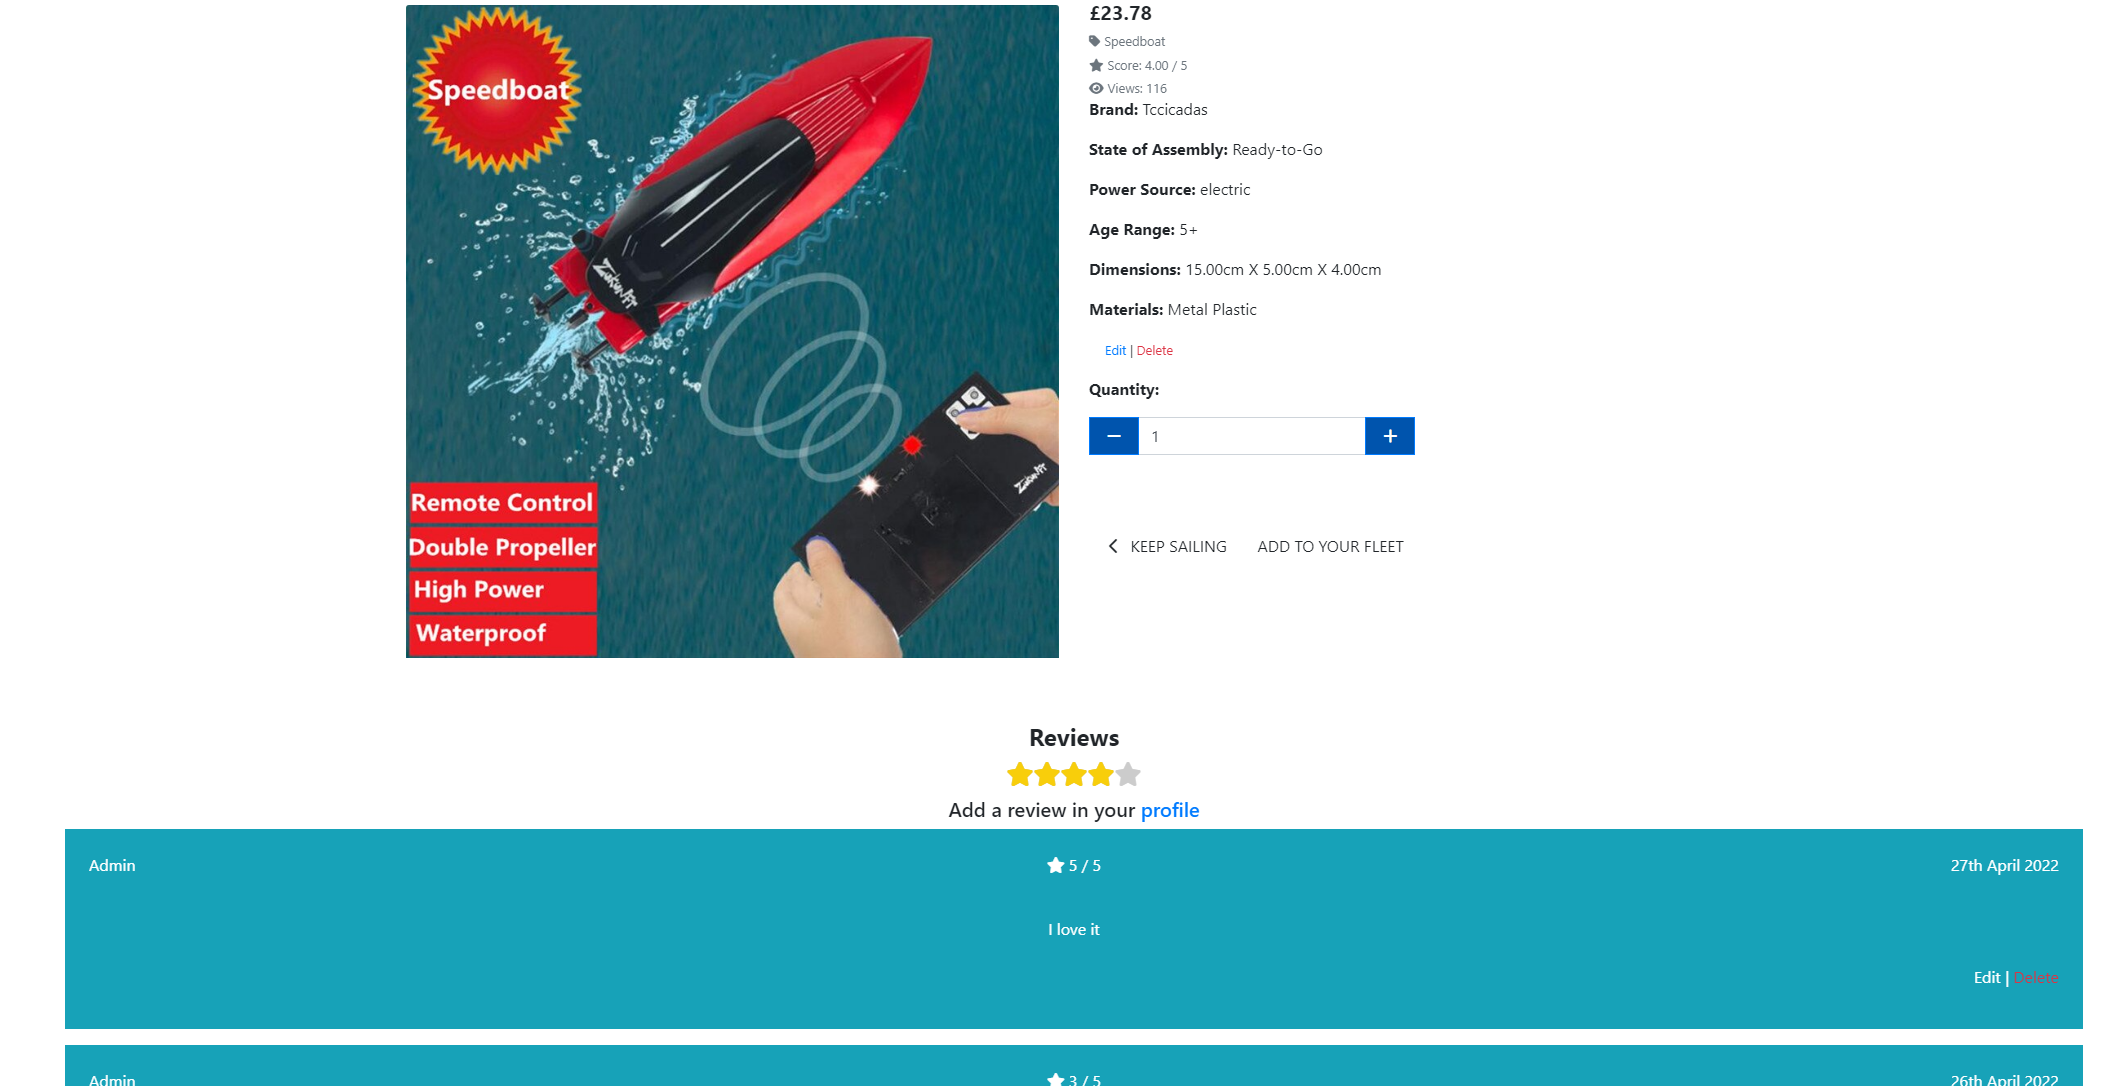 Speedboat
Zukunft
Zukunft
Remote Control
Double Propeller
High Power
Waterproof
£23.78
Speedboat
Score: 4.00 / 5
Views: 116
Brand: Tccicadas
State of Assembly: Ready-to-Go
Power Source: electric
Age Range: 5+
Dimensions: 15.00cm X 5.00cm X 4.00cm
Materials: Metal Plastic
Edit | Delete
Quantity:
1
KEEP SAILING
ADD TO YOUR FLEET
Reviews
Add a review in your profile
Admin
5 / 5
27th April 2022
I love it
Edit | Delete
Admin
3 / 5
26th April 2022